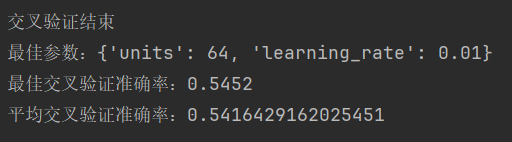 交叉验证结束
最佳参数：{'units': 64, 'learning_rate': 0.01}
最佳交叉验证准确率：0.5452
平均交叉验证准确率：0.5416429162025451